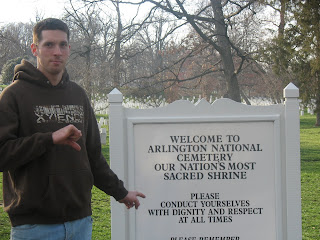 WELCOME TO
ARLINGTON NATIONAL
CEMETERY
OUR NATION'S MOST
SACRED SHRINE
PLEASE
CONDUCT YOURSELVES
WITH DIGNITY AND RESPECT
AT ALL TIMES
PLEASE REMEMBER